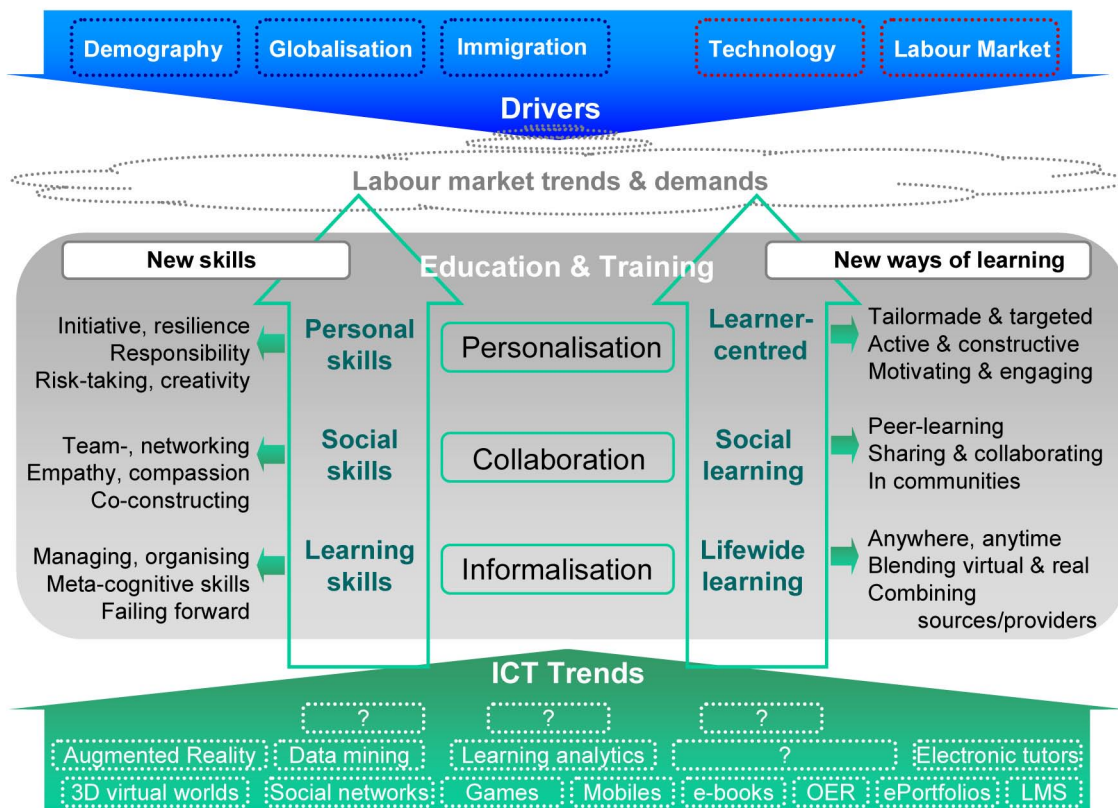 Demography
Globalisation
Immigration
Technology
Labour Market
Drivers
Labour market trends & demands
New skills
Education & Training
New ways of learning
Initiative, resilience
Responsibility
Risk-taking, creativity
Personal
skills
Personalisation
Learner-
centred
Tailormade & targeted
Active & constructive
Motivating & engaging
Team-, networking
Empathy, compassion
Co-constructing
Social
skills
Collaboration
Social
learning
Peer-learning
Sharing & collaborating
In communities
Managing, organising
Meta-cognitive skills
Failing forward
Learning
skills
Informalisation
Lifewide
learning
Anywhere, anytime
Blending virtual & real
Combining
sources/providers
ICT Trends
?
?
?
Augmented Reality
Data mining
Learning analytics
?
Electronic tutors
3D virtual worlds
Social networks
Games
Mobiles
e-books
OER
ePortfolios
LMS